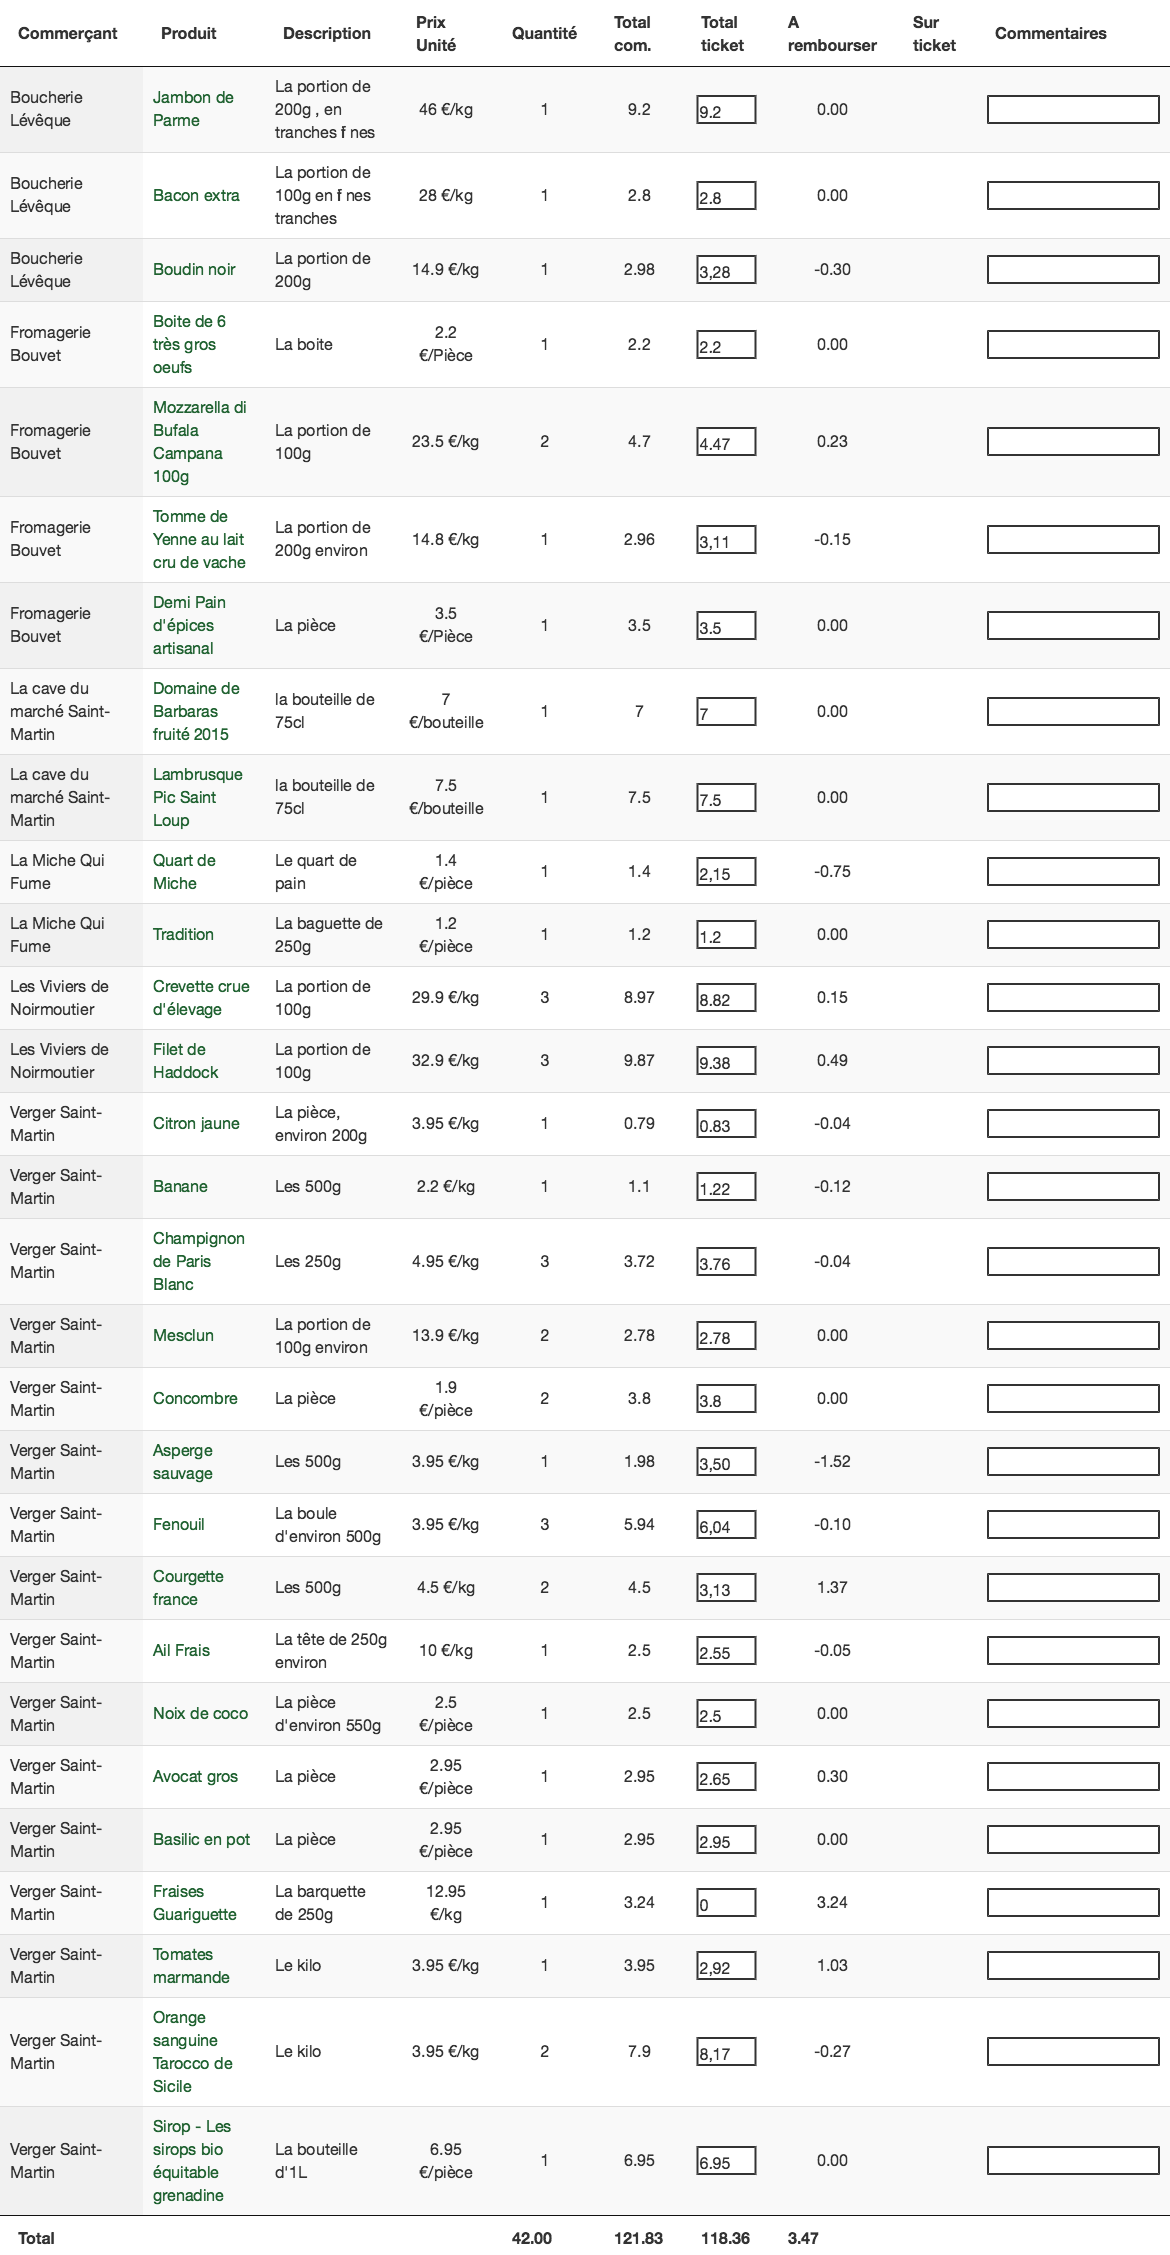 Commerçant Produit Description Prix Unité Quantité Total com. Total ticket A rembourser Sur ticket Commentaires
Boucherie Lévêque Jambon de Parme La portion de 200g , en tranches f nes 46 €/kg 1 9.2 9.2 0.00
Boucherie Lévêque Bacon extra La portion de 100g en f nes tranches 28 €/kg 1 2.8 2.8 0.00
Boucherie Lévêque Boudin noir La portion de 200g 14.9 €/kg 1 2.98 3,28 -0.30
Fromagerie Bouvet Boite de 6 très gros oeufs La boite 2.2 €/Pièce 1 2.2 2.2 0.00
Fromagerie Bouvet Mozzarella di Bufala Campana 100g La portion de 100g 23.5 €/kg 2 4.7 4.47 0.23
Fromagerie Bouvet Tomme de Yenne au lait cru de vache La portion de 200g environ 14.8 €/kg 1 2.96 3,11 -0.15
Fromagerie Bouvet Demi Pain d'épices artisanal La pièce 3.5 €/Pièce 1 3.5 3.5 0.00
La cave du marché Saint-Martin Domaine de Barbaras fruité 2015 la bouteille de 75cl 7 €/bouteille 1 7 7 0.00
La cave du marché Saint-Martin Lambrusque Pic Saint Loup la bouteille de 75cl 7.5 €/bouteille 1 7.5 7.5 0.00
La Miche Qui Fume Quart de Miche Le quart de pain 1.4 €/pièce 1 1.4 2,15 -0.75
La Miche Qui Fume Tradition La baguette de 250g 1.2 €/pièce 1 1.2 1.2 0.00
Les Viviers de Noirmoutier Crevette crue d'élevage La portion de 100g 29.9 €/kg 3 8.97 8.82 0.15
Les Viviers de Noirmoutier Filet de Haddock La portion de 100g 32.9 €/kg 3 9.87 9.38 0.49
Verger Saint-Martin Citron jaune La pièce, environ 200g 3.95 €/kg 1 0.79 0.83 -0.04
Verger Saint-Martin Banane Les 500g 2.2 €/kg 1 1.1 1.22 -0.12
Verger Saint-Martin Champignon de Paris Blanc Les 250g 4.95 €/kg 3 3.72 3.76 -0.04
Verger Saint-Martin Mesclun La portion de 100g environ 13.9 €/kg 2 2.78 2.78 0.00
Verger Saint-Martin Concombre La pièce 1.9 €/pièce 2 3.8 3.8 0.00
Verger Saint-Martin Asperge sauvage Les 500g 3.95 €/kg 1 1.98 3,50 -1.52
Verger Saint-Martin Fenouil La boule d'environ 500g 3.95 €/kg 3 5.94 6,04 -0.10
Verger Saint-Martin Courgette france Les 500g 4.5 €/kg 2 4.5 3,13 1.37
Verger Saint-Martin Ail Frais La tête de 250g environ 10 €/kg 1 2.5 2.55 -0.05
Verger Saint-Martin Noix de coco La pièce d'environ 550g 2.5 €/pièce 1 2.5 2.5 0.00
Verger Saint-Martin Avocat gros La pièce 2.95 €/pièce 1 2.95 2.65 0.30
Verger Saint-Martin Basilic en pot La pièce 2.95 €/pièce 1 2.95 2.95 0.00
Verger Saint-Martin Fraises Guariguette La barquette de 250g 12.95 €/kg 1 3.24 0 3.24
Verger Saint-Martin Tomates marmande Le kilo 3.95 €/kg 1 3.95 2,92 1.03
Verger Saint-Martin Orange sanguine Tarocco de Sicile Le kilo 3.95 €/kg 2 7.9 8,17 -0.27
Verger Saint-Martin Sirop - Les sirops bio équitable grenadine La bouteille d'1L 6.95 €/pièce 1 6.95 6.95 0.00
Total 42.00 121.83 118.36 3.47